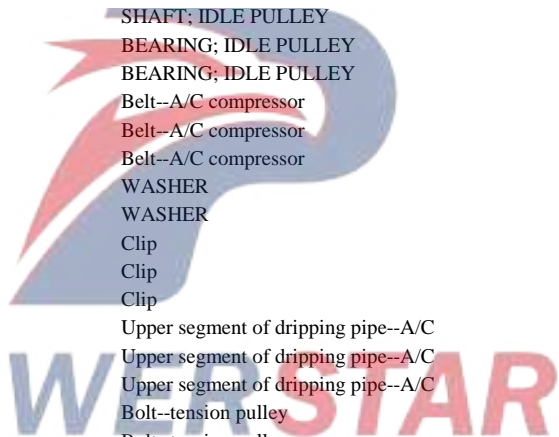 SHAFT; IDLE PULLEY
BEARING; IDLE PULLEY
BEARING; IDLE PULLEY
Belt--A/C compressor
Belt--A/C compressor
Belt--A/C compressor
WASHER
WASHER
Clip
Clip
Clip
Upper segment of dripping pipe--A/C
Upper segment of dripping pipe--A/C
Upper segment of dripping pipe--A/C
WERSTAR
Bolt--tension pulley